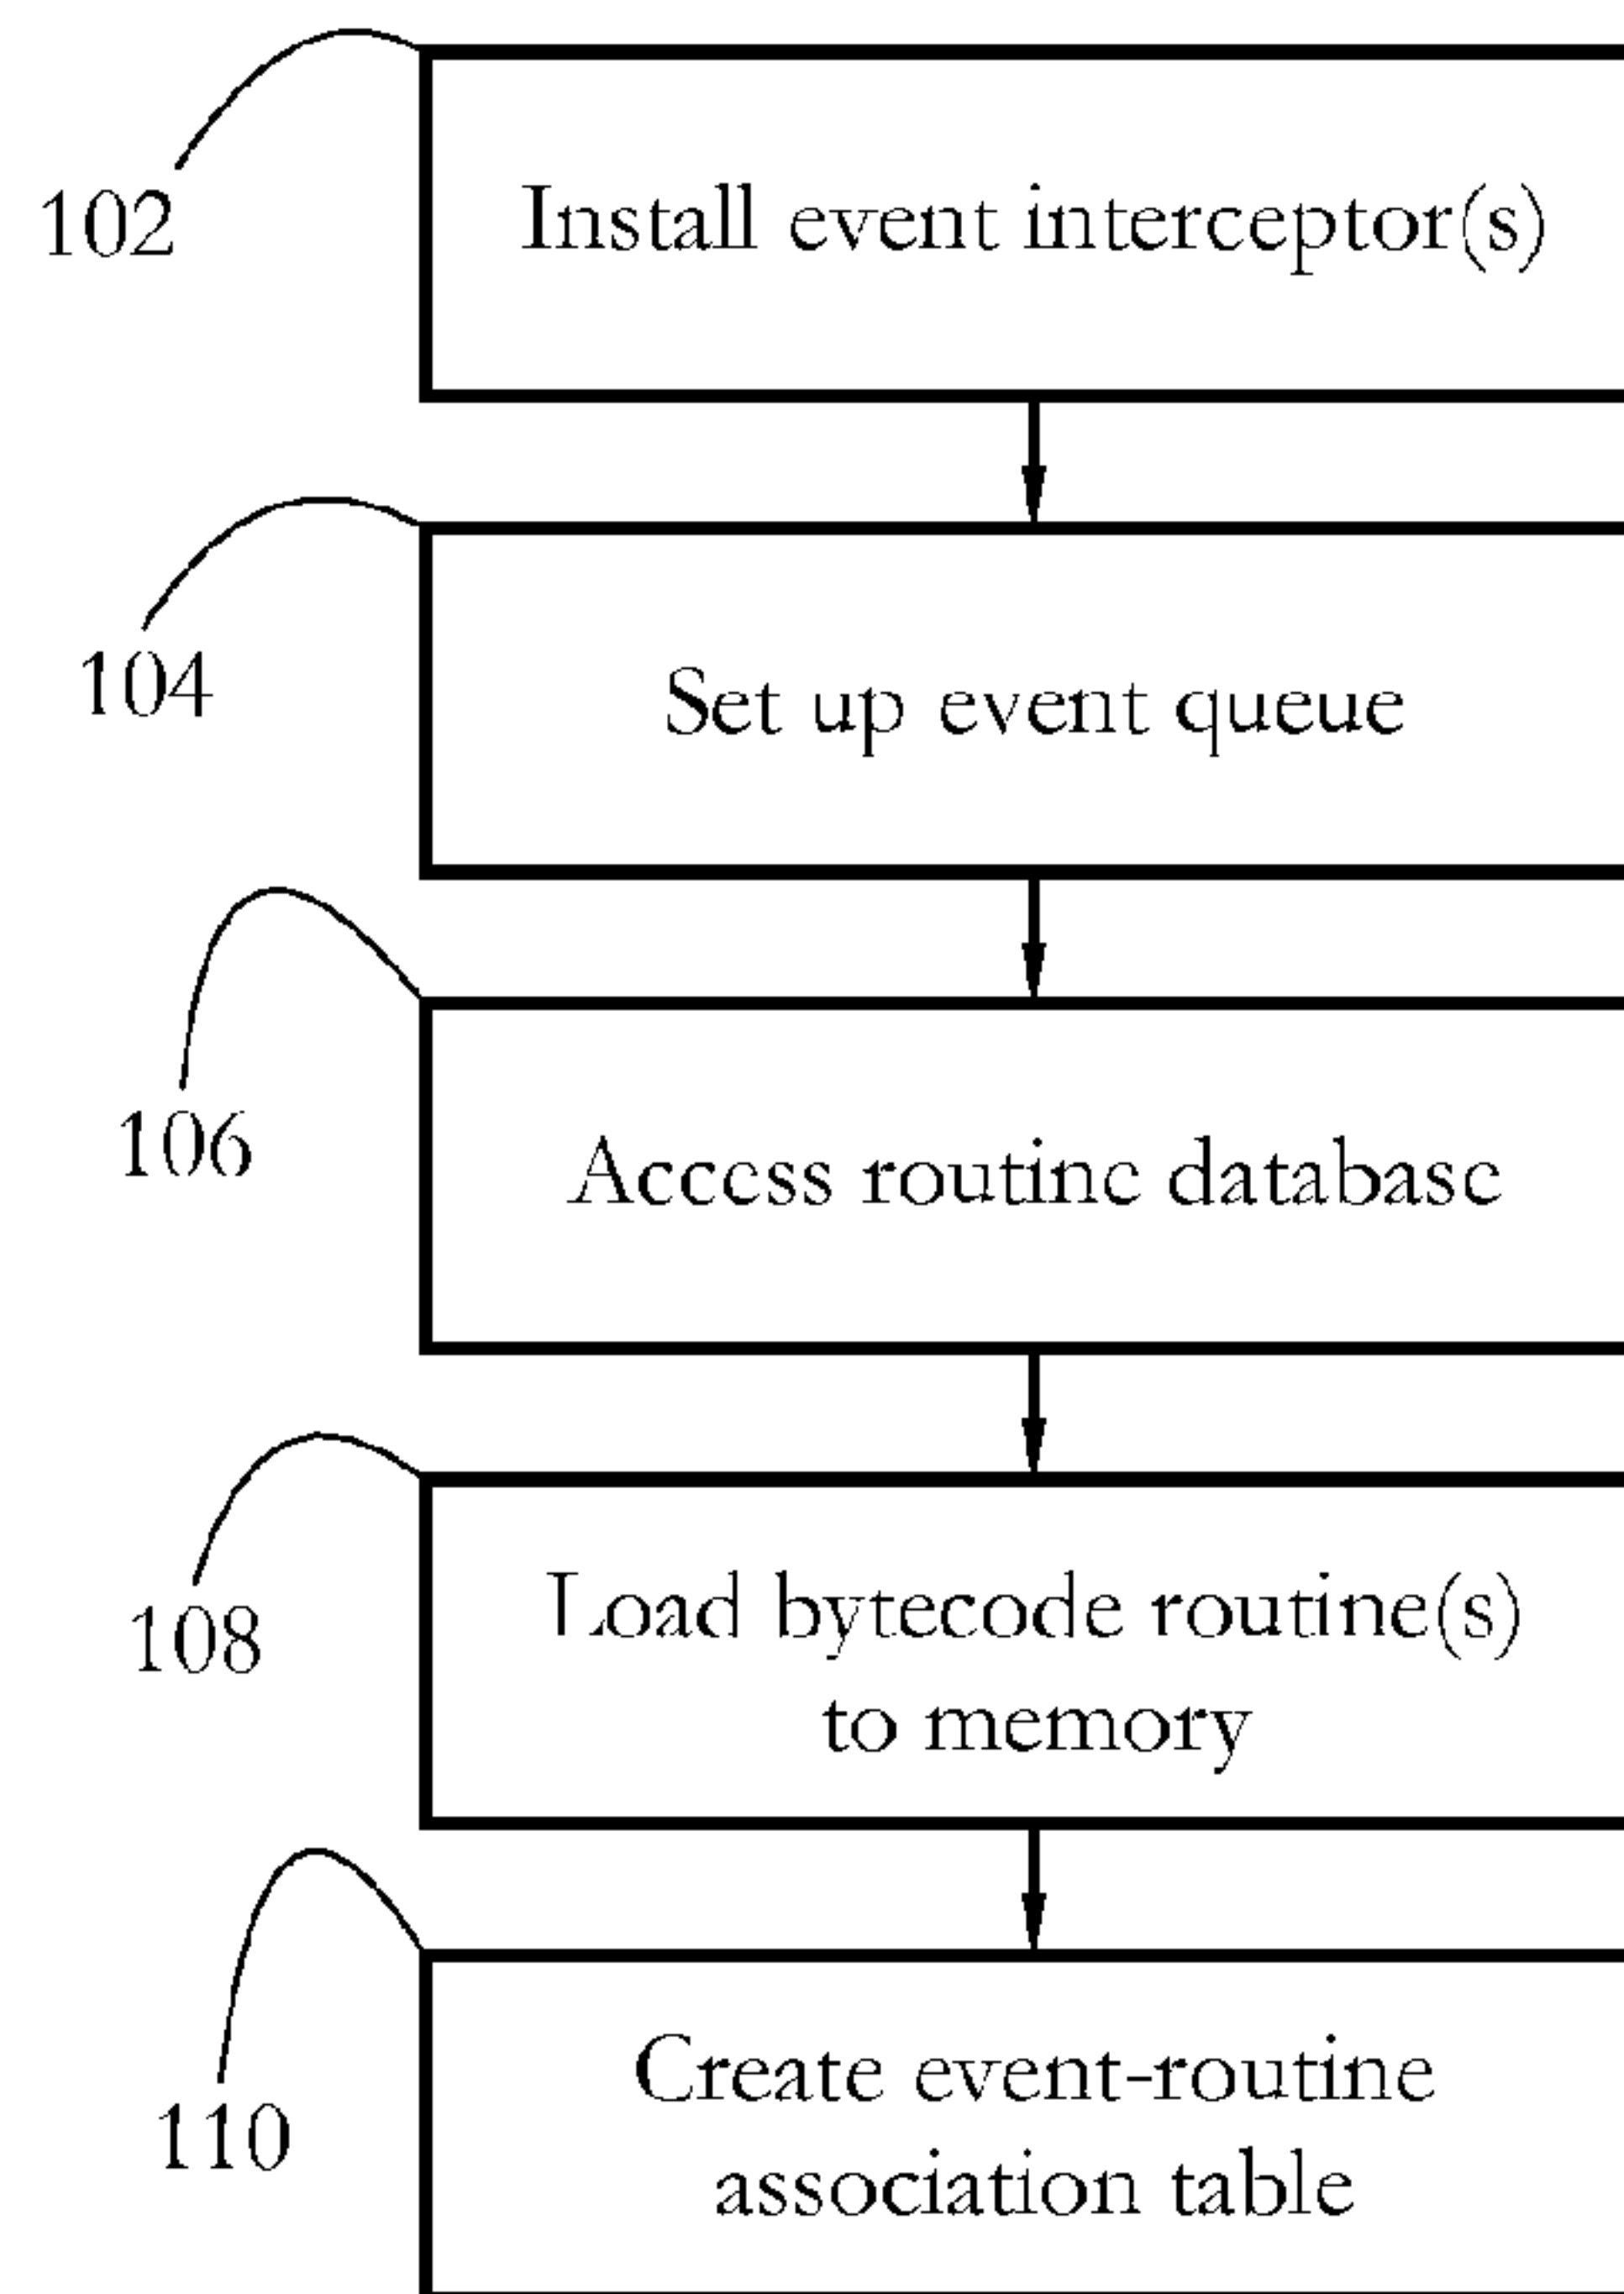 102
Install event interceptor(s)
104
Set up event queue
106
Access routine database
108
Load bytecode routine(s)
to memory
110
Create event-routine
association table